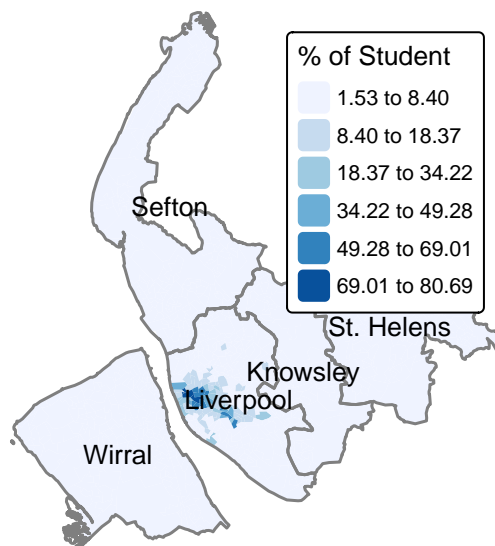 % of Student
1.53 to 8.40
8.40 to 18.37
18.37 to 34.22
34.22 to 49.28
49.28 to 69.01
69.01 to 80.69
Sefton
St. Helens
Knowsley
Liverpool
Wirral